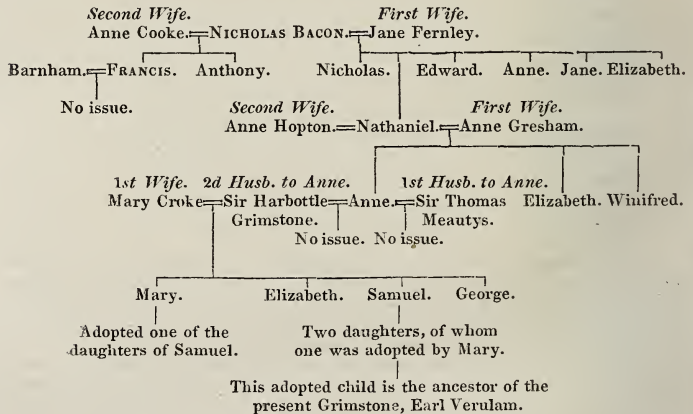 Second Wife. First Wife.
Anne Cooke.=NICHOLAS BACON.=Jane Fernley.
Barnham.=FRANCIS. Anthony. Nicholas. Edward. Anne. Jane. Elizabeth.
No issue. Second Wife. First Wife.
Anne Hopton.=Nathaniel.=Anne Gresham.
1st Wife. 2d Husb. to Anne. 1st Husb. to Anne.
Mary Croke=Sir Harbottle=Anne.=Sir Thomas Elizabeth. Winifred.
Grimstone. Meautys.
No issue. No issue.
Mary. Elizabeth. Samuel. George.
Adopted one of the Two daughters, of whom
daughters of Samuel. one was adopted by Mary.
This adopted child is the ancestor of the
present Grimstone, Earl Verulam.